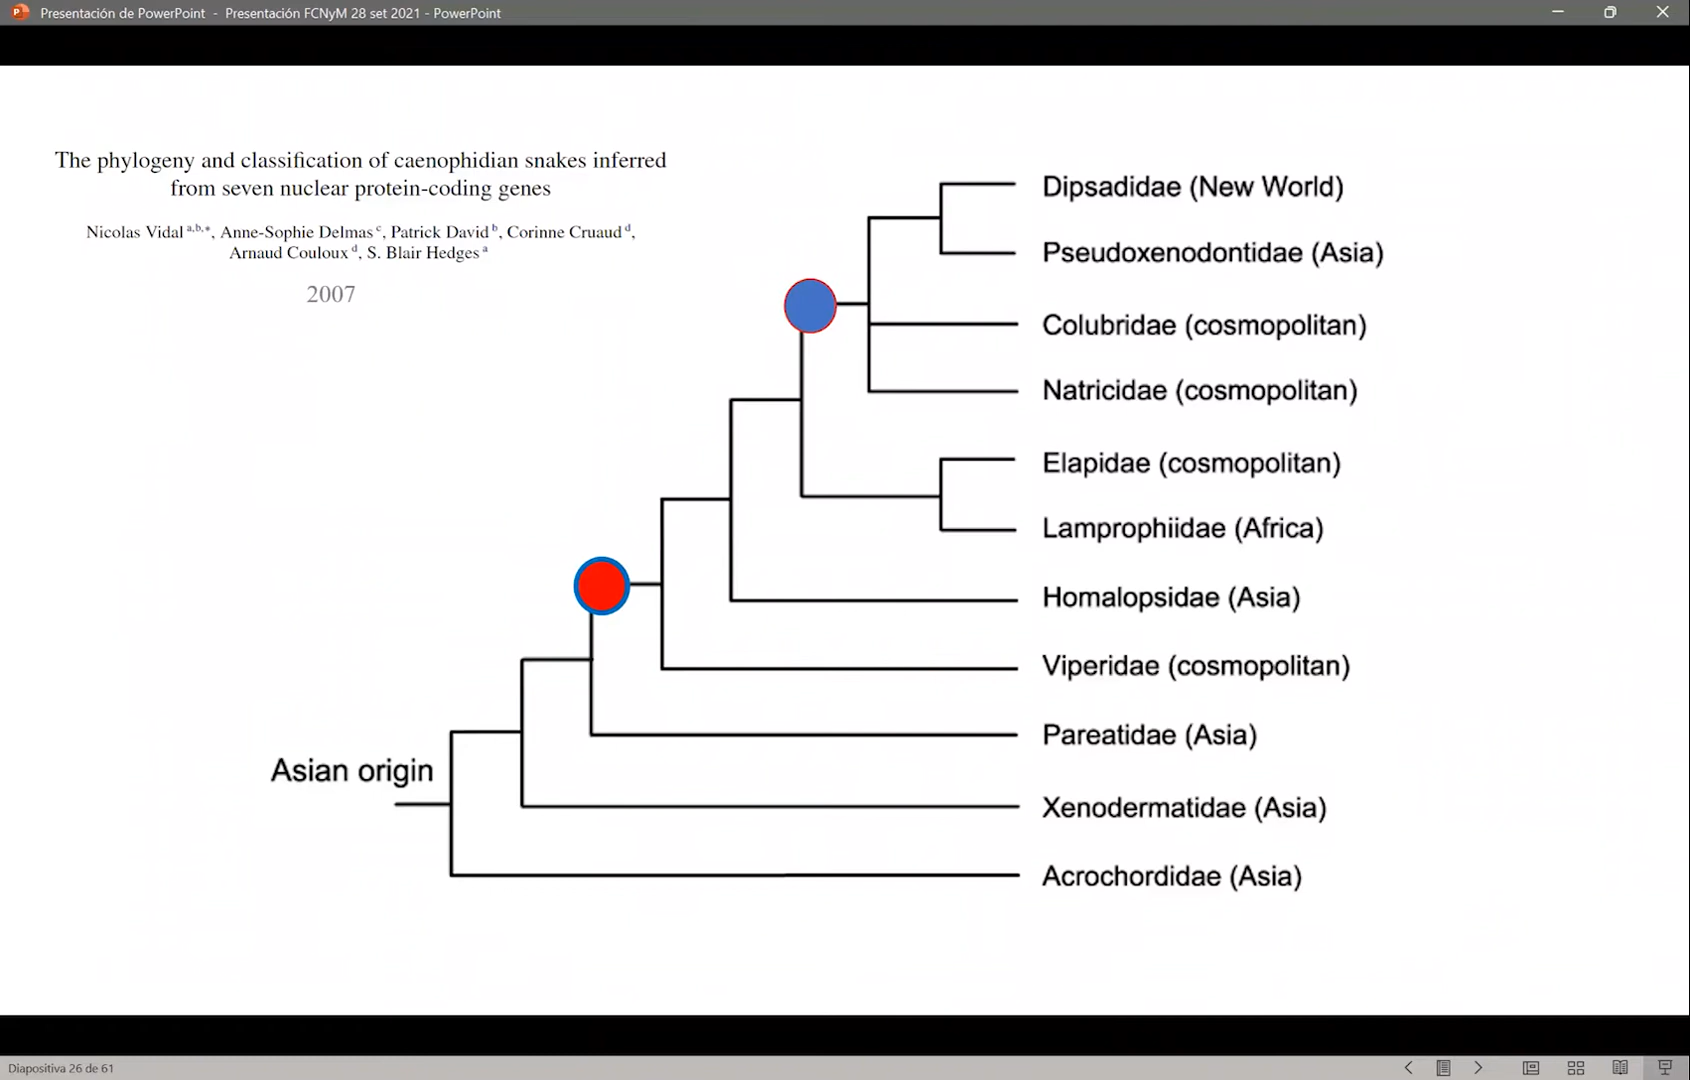 Presentación de PowerPoint - Presentación FCNyM 28 set 2021 - PowerPoint
The phylogeny and classification of caenophidian snakes inferred
from seven nuclear protein-coding genes
Nicolas Vidal a,b,*, Anne-Sophie Delmas c, Patrick David b, Corinne Cruaud d,
Arnaud Couloux d, S. Blair Hedges a
2007
Dipsadidae (New World)
Pseudoxenodontidae (Asia)
Colubridae (cosmopolitan)
Natricidae (cosmopolitan)
Elapidae (cosmopolitan)
Lamprophiidae (Africa)
Homalopsidae (Asia)
Viperidae (cosmopolitan)
Pareatidae (Asia)
Asian origin
Xenodermatidae (Asia)
Acrochordidae (Asia)
Diapositiva 26 de 61